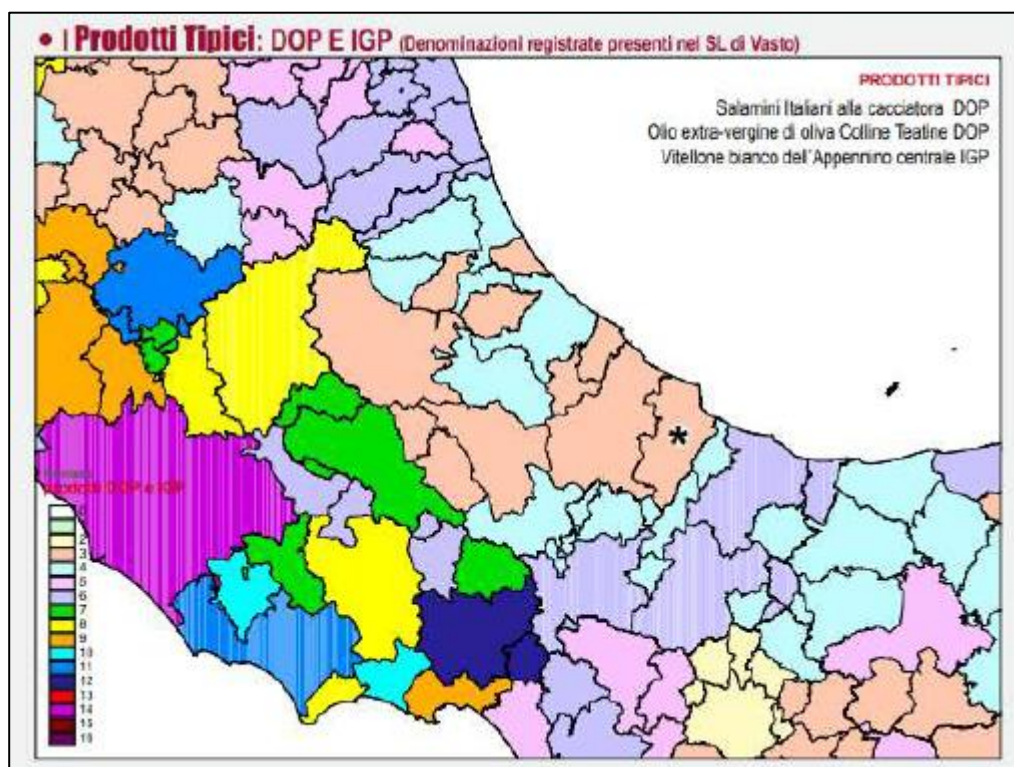 • I Prodotti Tipici: DOP E IGP (Denominazioni registrate presenti nel SL di Vasto)
PRODOTTI TIPICI
Salamini Italiani alla cacciatora DOP
Olio extra-vergine di oliva Colline Teatine DOP
Vitellone bianco dell'Appennino centrale IGP
*
prodotti DOP e IGP
0
2
3
4
5
6
7
8
9
10
11
12
13
14
15
16